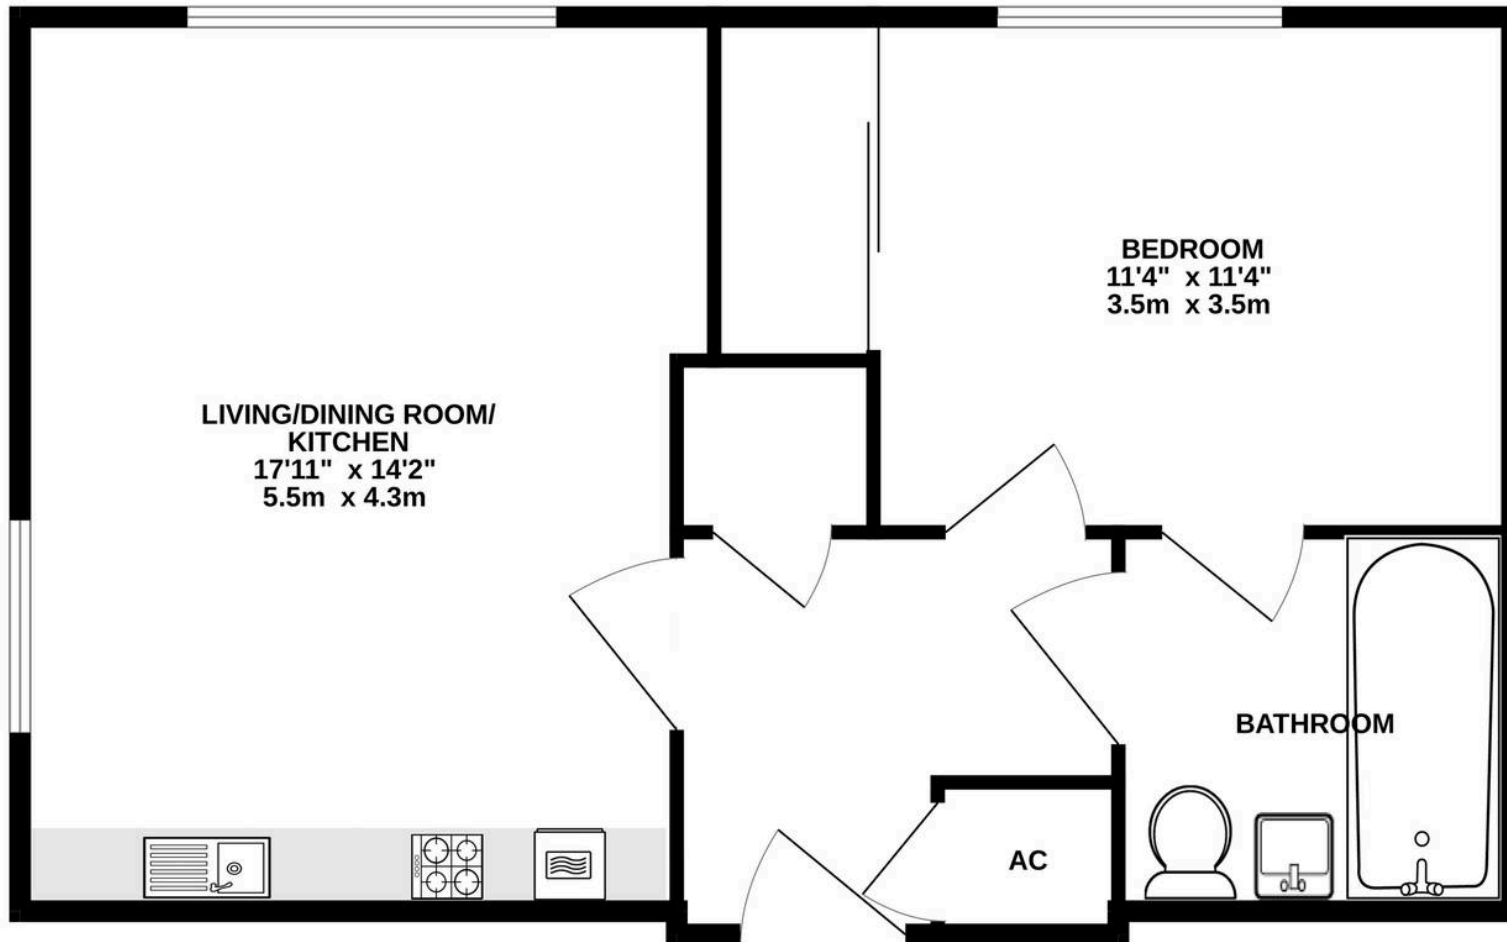 BEDROOM
11'4" x 11'4"
3.5m x 3.5m
LIVING/DINING ROOM/
KITCHEN
17'11" x 14'2"
5.5m x 4.3m
BATHROOM
AC